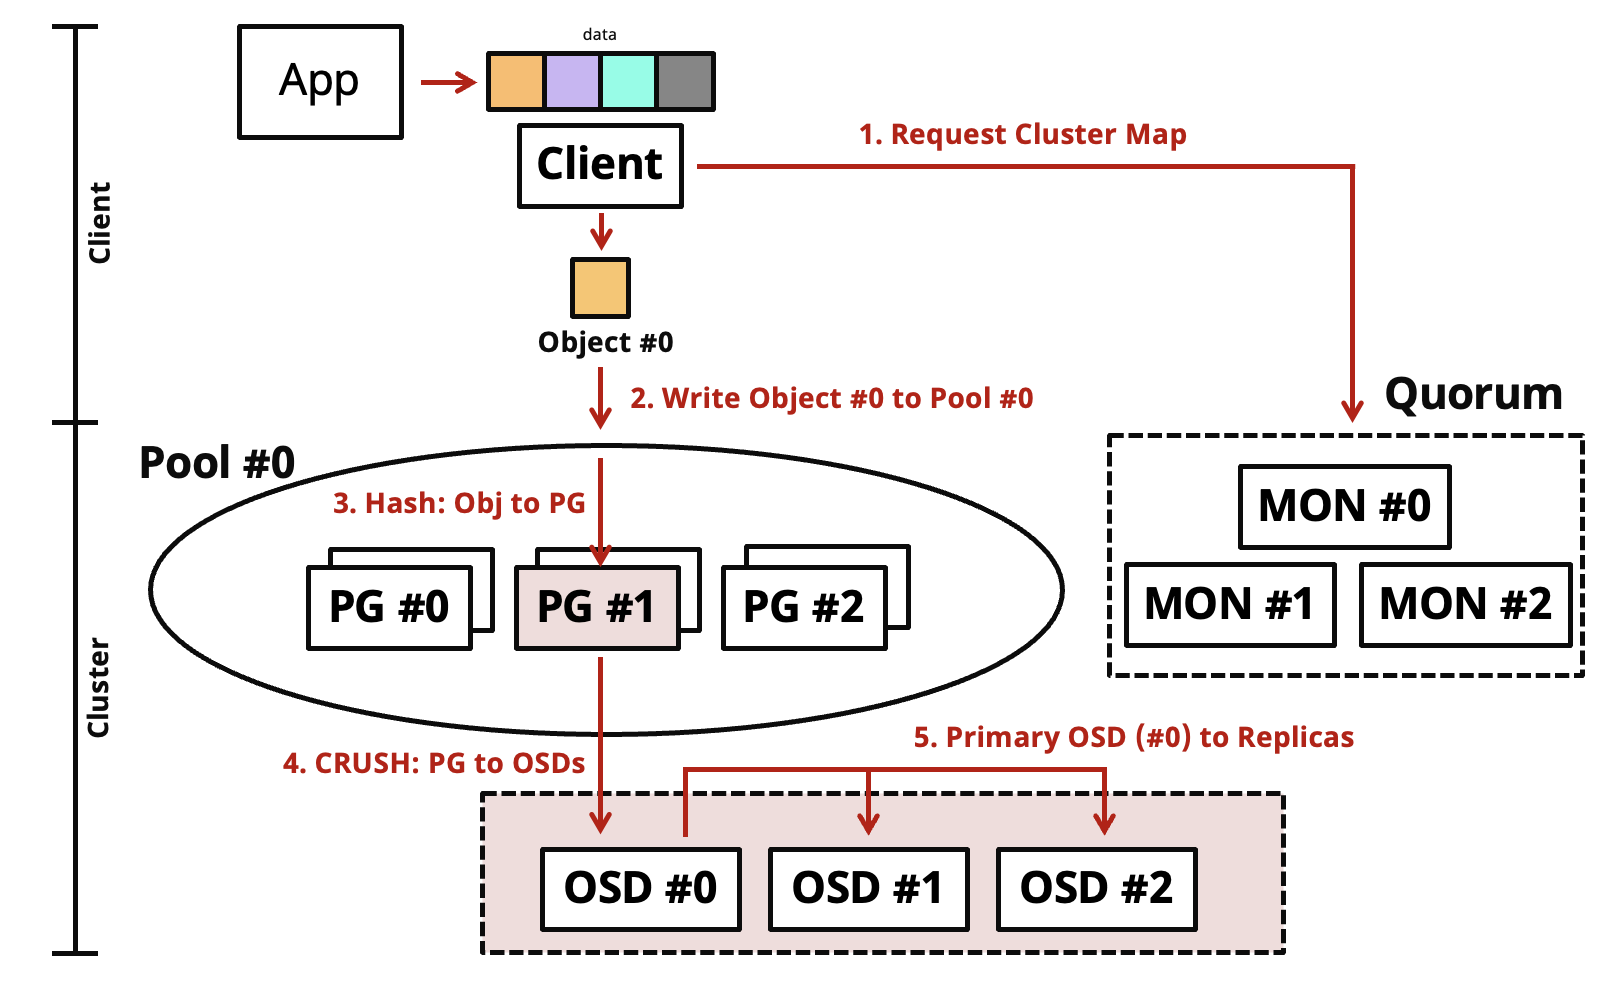 data
App
Client
1. Request Cluster Map
Client
Object #0
2. Write Object #0 to Pool #0
Quorum
Pool #0
3. Hash: Obj to PG
MON #0
PG #0
PG #1
PG #2
MON #1
MON #2
Cluster
5. Primary OSD (#0) to Replicas
4. CRUSH: PG to OSDs
OSD #0
OSD #1
OSD #2